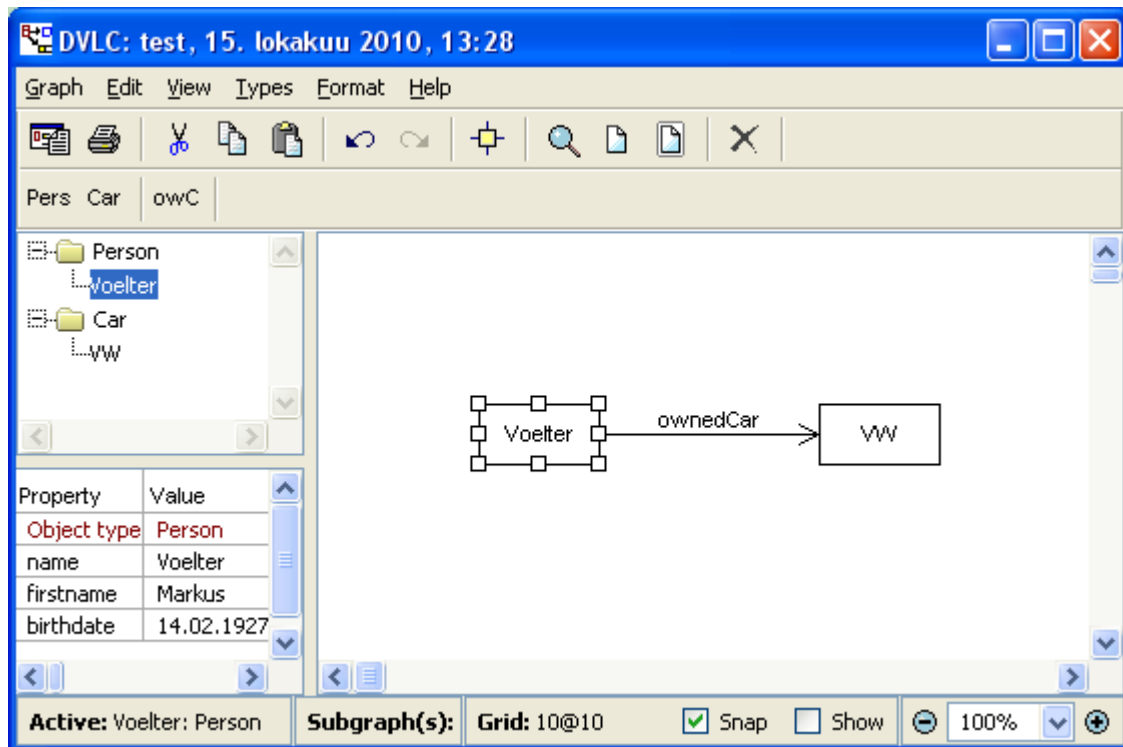 DVLC: test, 15. lokakuu 2010, 13:28
Graph Edit View Types Format Help
Pers Car owC
Person
Voelter
Car
VW
Voelter ownedCar VW
Property Value
Object type Person
name Voelter
firstname Markus
birthdate 14.02.1927
Active: Voelter: Person Subgraph(s): Grid: 10@10 Snap Show 100%